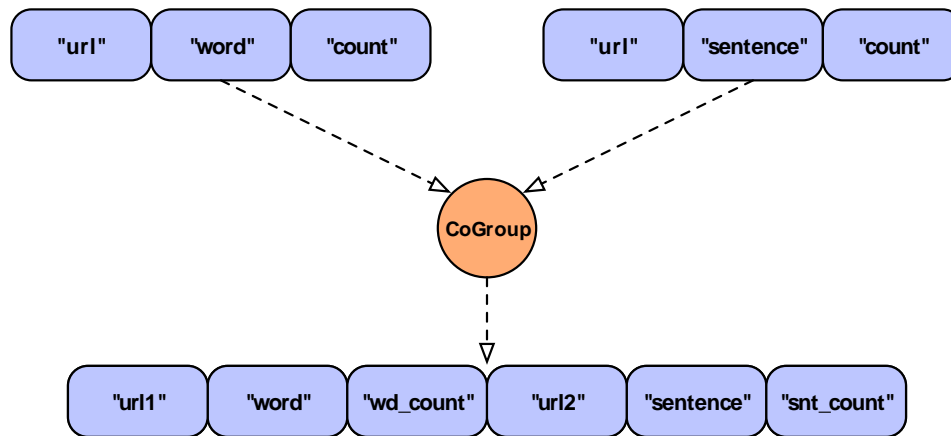 "url" "word" "count"
"url" "sentence" "count"
CoGroup
"url1" "word" "wd_count" "url2" "sentence" "snt_count"